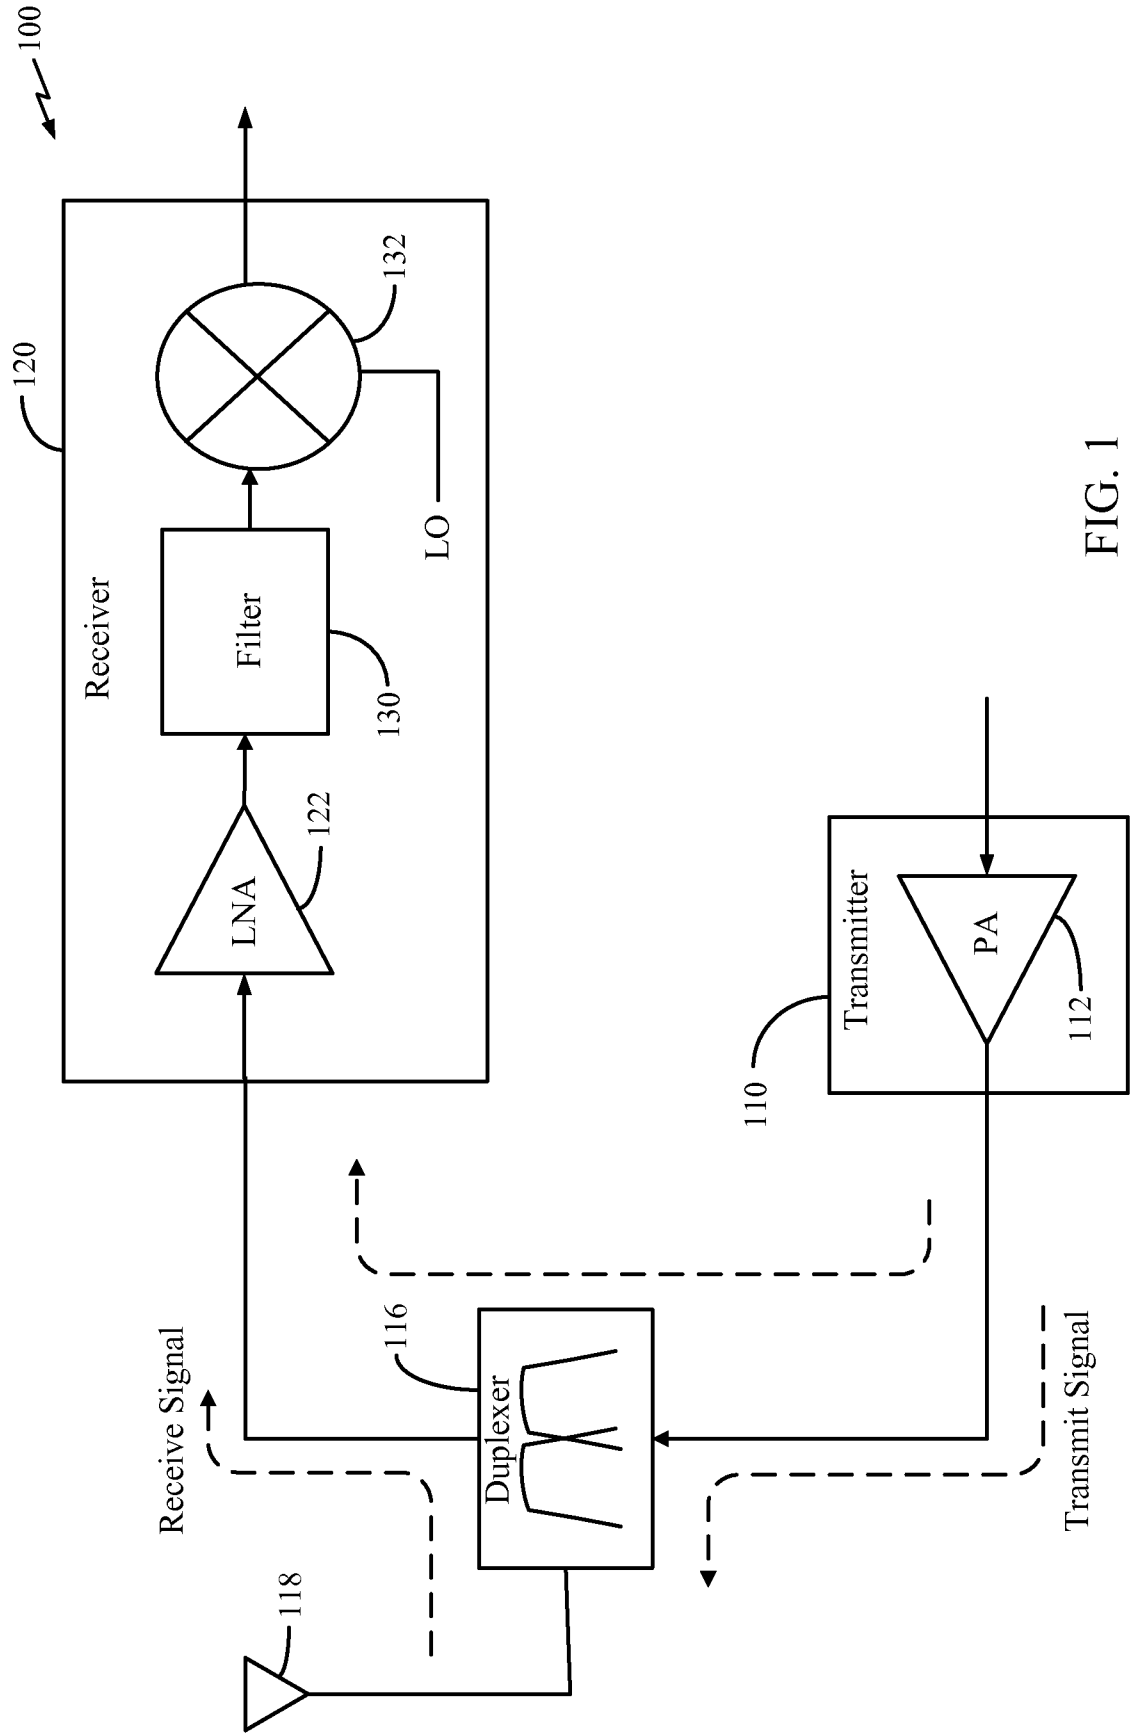 100
120
Receiver
132
Filter
LO
130
LNA
122
Receive Signal
116
Duplexer
118
Transmitter
PA
110
112
Transmit Signal
FIG. 1